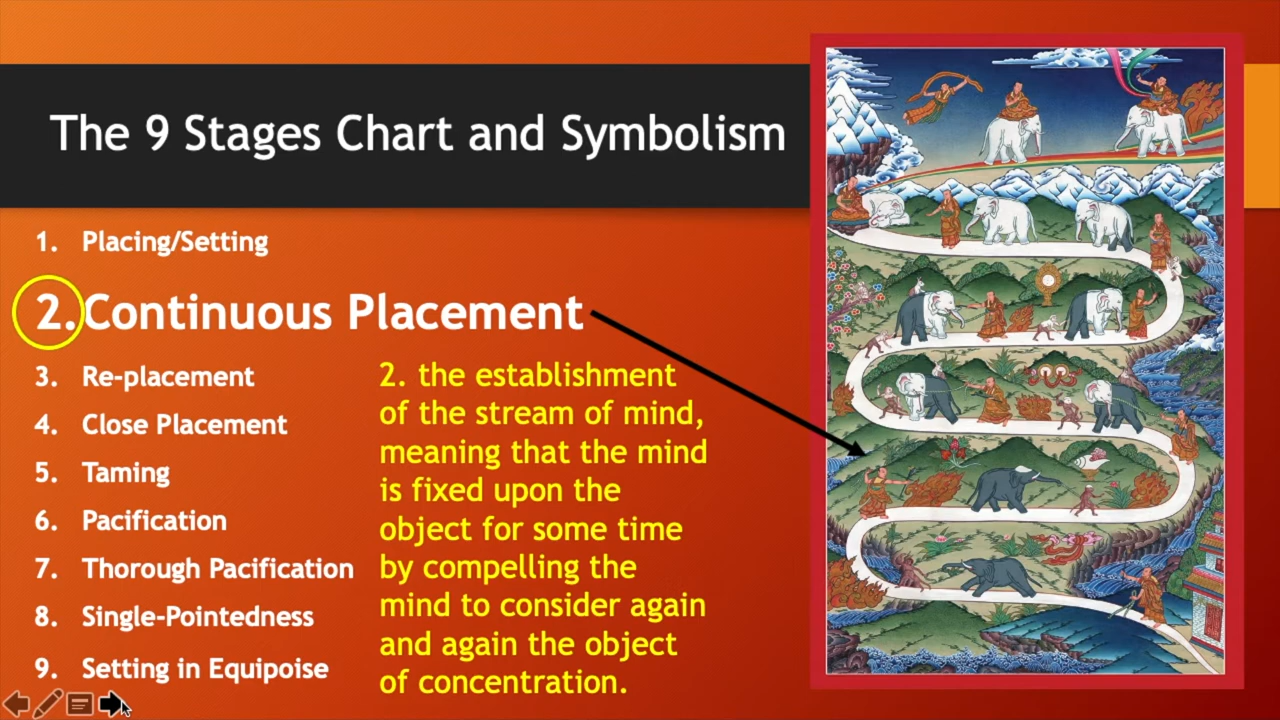 The 9 Stages Chart and Symbolism
1. Placing/Setting
2. Continuous Placement
3. Re-placement
4. Close Placement
5. Taming
6. Pacification
7. Thorough Pacification
8. Single-Pointedness
9. Setting in Equipoise
2. the establishment
of the stream of mind,
meaning that the mind
is fixed upon the
object for some time
by compelling the
mind to consider again
and again the object
of concentration.